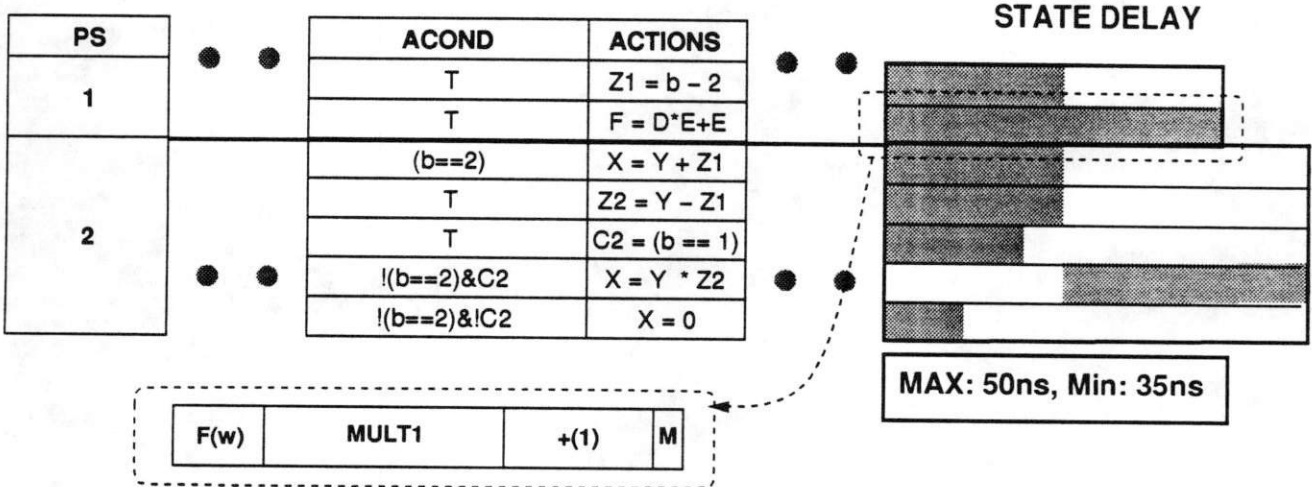 STATE DELAY
PS ACOND ACTIONS
1 T Z1 = b – 2
T F = D*E+E
2 (b==2) X = Y + Z1
T Z2 = Y – Z1
T C2 = (b == 1)
!(b==2)&C2 X = Y * Z2
!(b==2)&!C2 X = 0
MAX: 50ns, Min: 35ns
F(w) MULT1 +(1) M